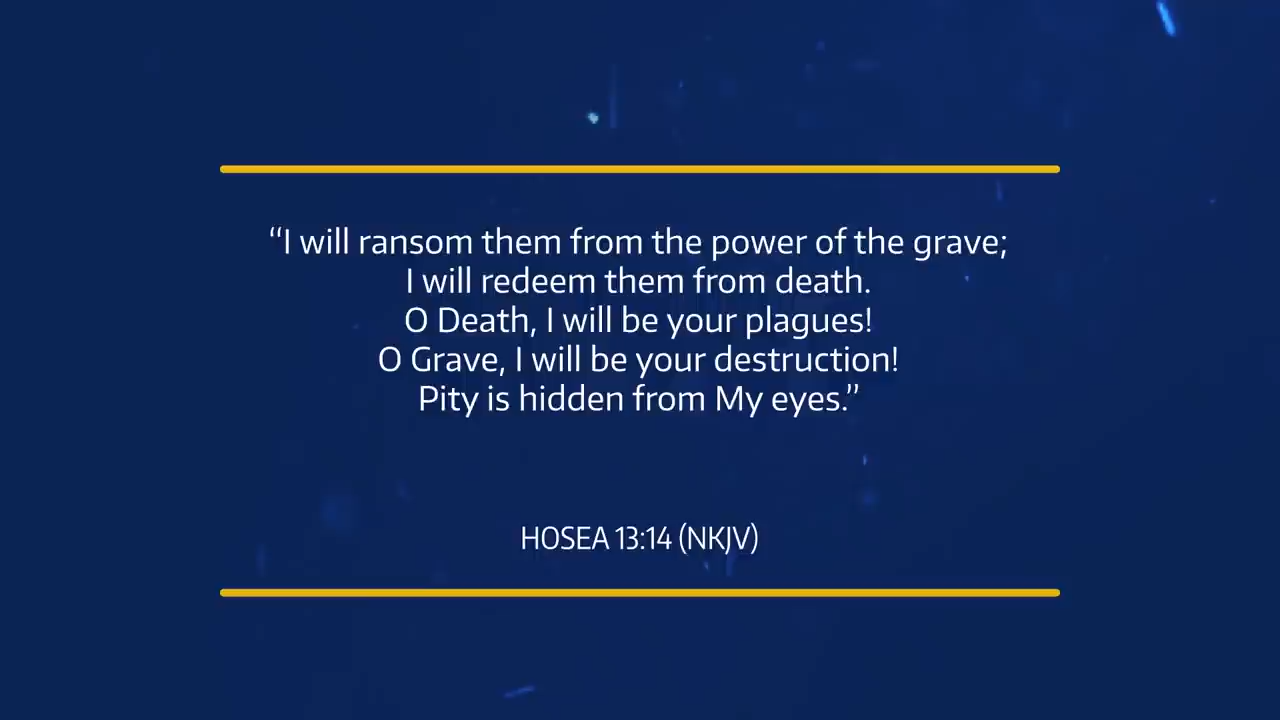 “I will ransom them from the power of the grave;
I will redeem them from death.
O Death, I will be your plagues!
O Grave, I will be your destruction!
Pity is hidden from My eyes.”
HOSEA 13:14 (NKJV)